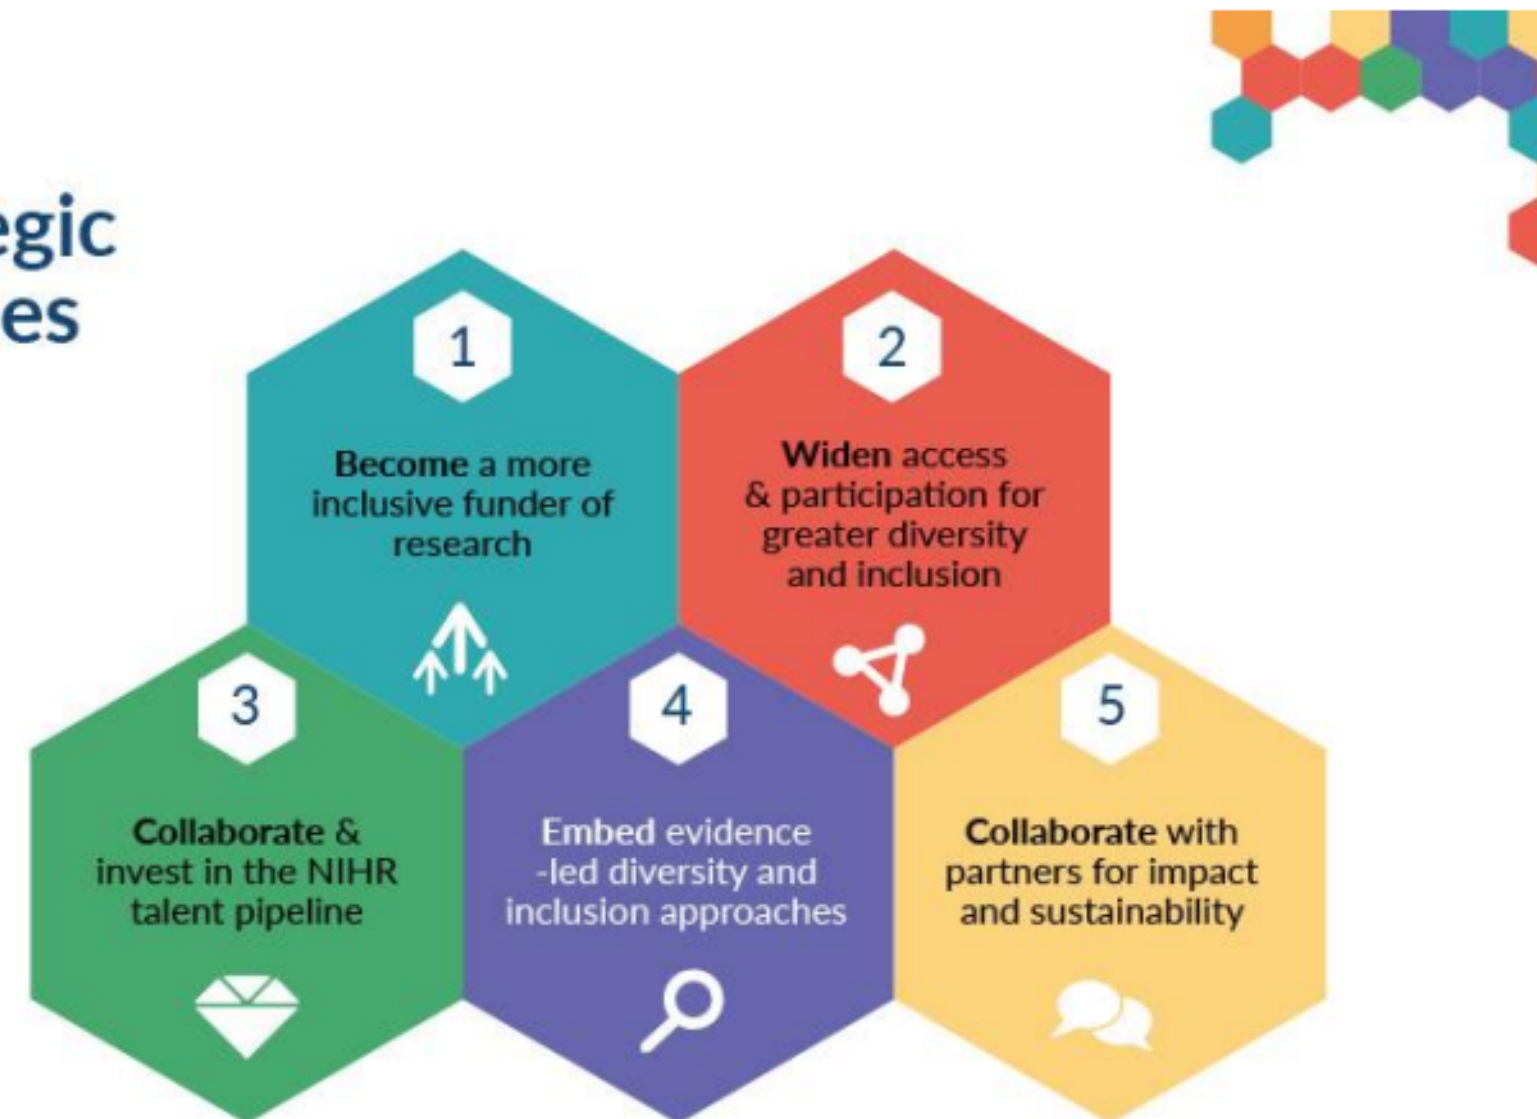 egic
es
1
Become a more
inclusive funder of
research
2
Widen access
& participation for
greater diversity
and inclusion
3
Collaborate &
invest in the NIHR
talent pipeline
4
Embed evidence
-led diversity and
inclusion approaches
5
Collaborate with
partners for impact
and sustainability